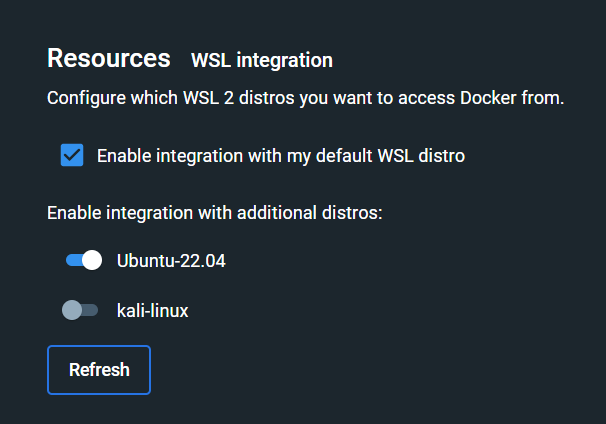 Resources WSL integration
Configure which WSL 2 distros you want to access Docker from.
Enable integration with my default WSL distro
Enable integration with additional distros:
Ubuntu-22.04
kali-linux
Refresh